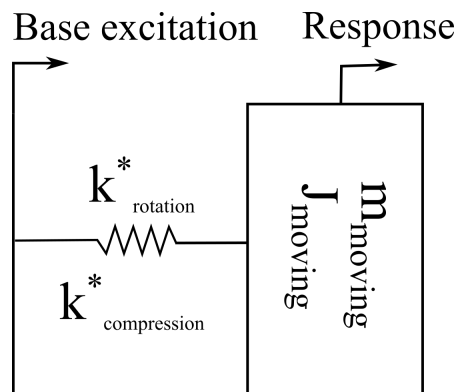 Base excitation
Response
k*rotation
k*compression
mmoving
Jmoving